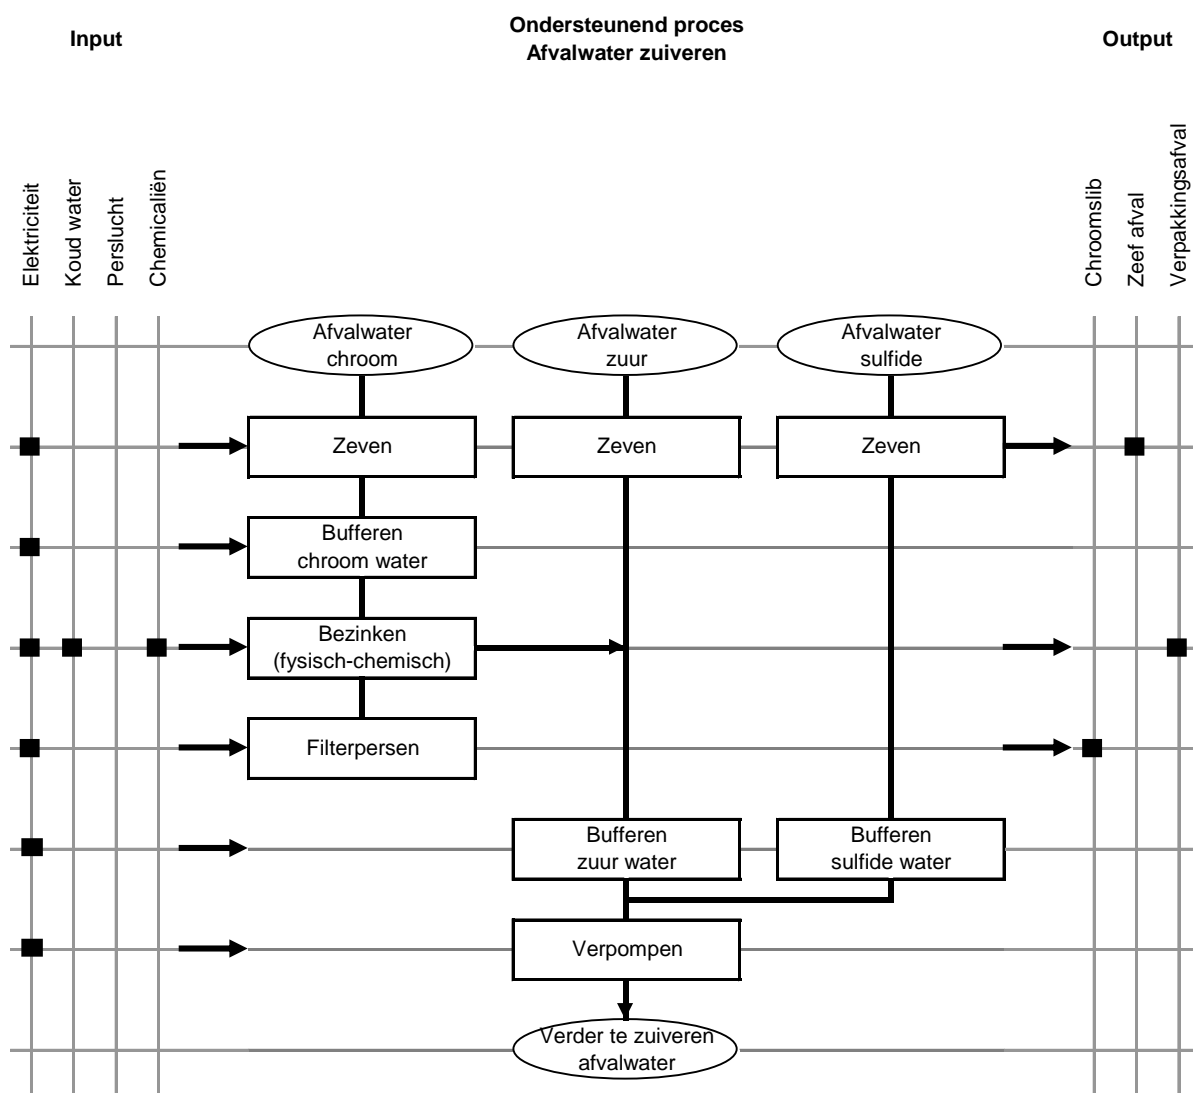 Input
Ondersteunend proces
Afvalwater zuiveren
Output
Elektriciteit
Koud water
Perslucht
Chemicaliën
Chroomslib
Zeef afval
Verpakkingsafval
Afvalwater
chroom
Afvalwater
zuur
Afvalwater
sulfide
Zeven
Zeven
Zeven
Bufferen
chroom water
Bezinken
(fysisch-chemisch)
Filterpersen
Bufferen
zuur water
Bufferen
sulfide water
Verpompen
Verder te zuiveren
afvalwater